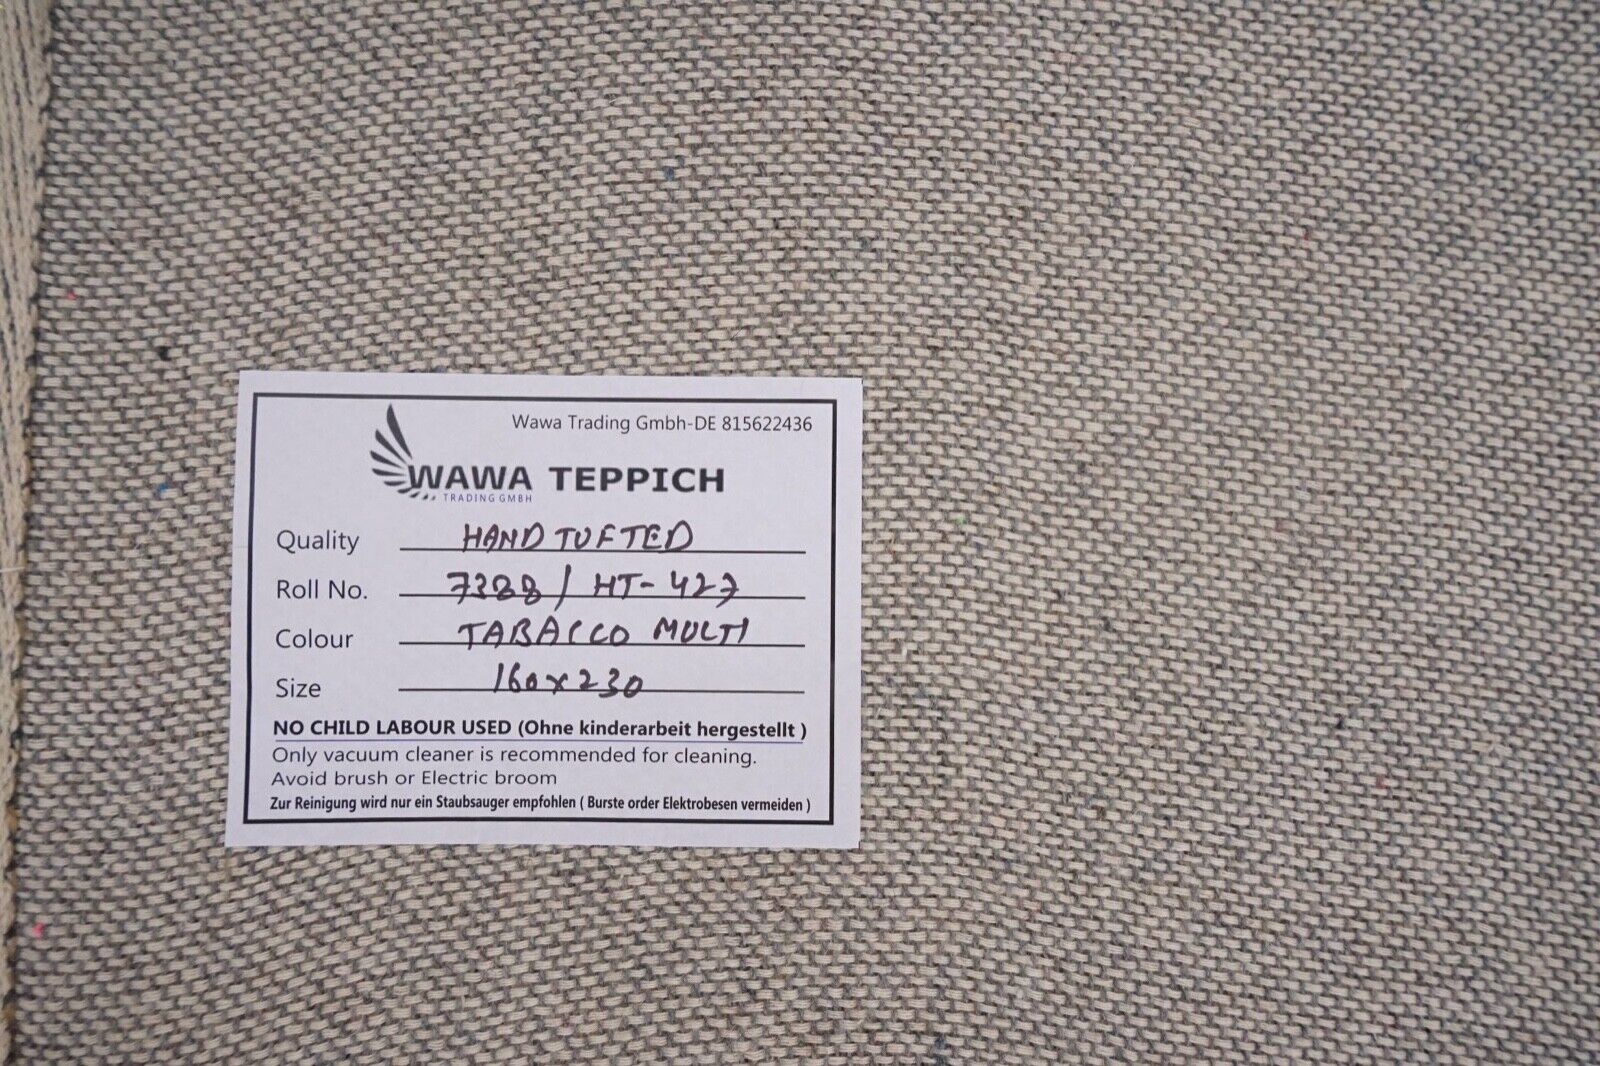 Wawa Trading Gmbh-DE 815622436
WAWA TEPPICH
TRADING GMBH
Quality HAND TUFTED
Roll No. 7388 / HT-427
Colour TABACCO MULTI
Size 160x230
NO CHILD LABOUR USED (Ohne kinderarbeit hergestellt )
Only vacuum cleaner is recommended for cleaning.
Avoid brush or Electric broom
Zur Reinigung wird nur ein Staubsauger empfohlen ( Burste order Elektrobesen vermeiden )